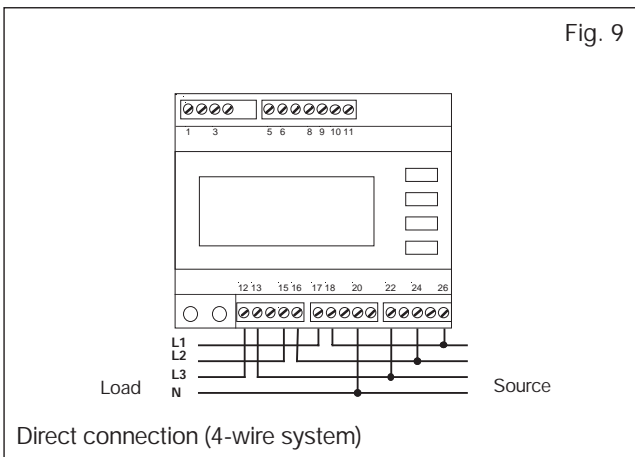 Fig. 9
1 3 5 6 8 9 10 11
12 13 15 16 17 18 20 22 24 26
L1
L2
L3
Load N Source
Direct connection (4-wire system)